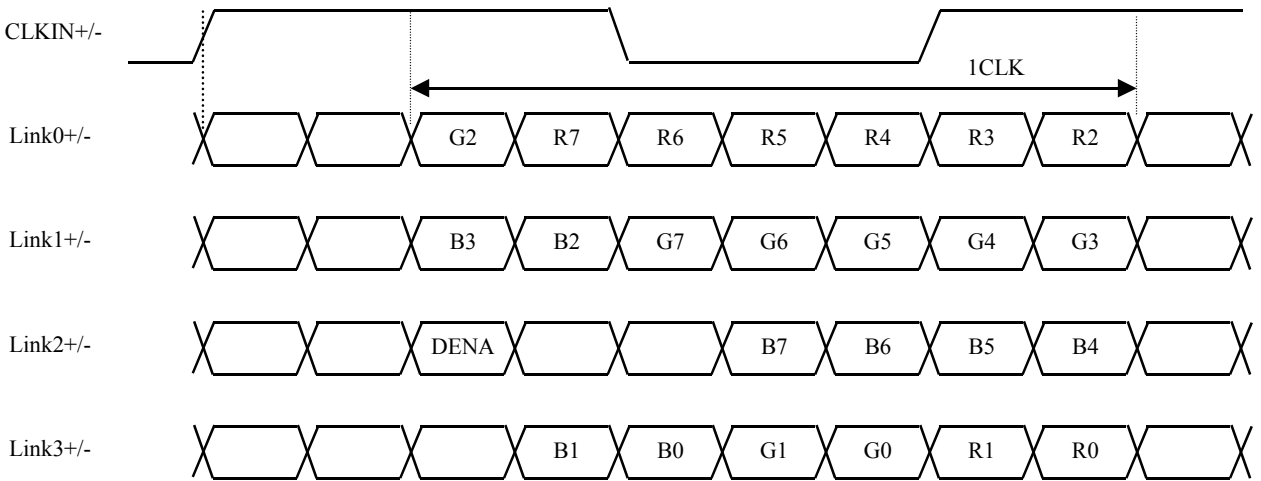 CLKIN+/-
1CLK
Link0+/- G2 R7 R6 R5 R4 R3 R2
Link1+/- B3 B2 G7 G6 G5 G4 G3
Link2+/- DENA B7 B6 B5 B4
Link3+/- B1 B0 G1 G0 R1 R0